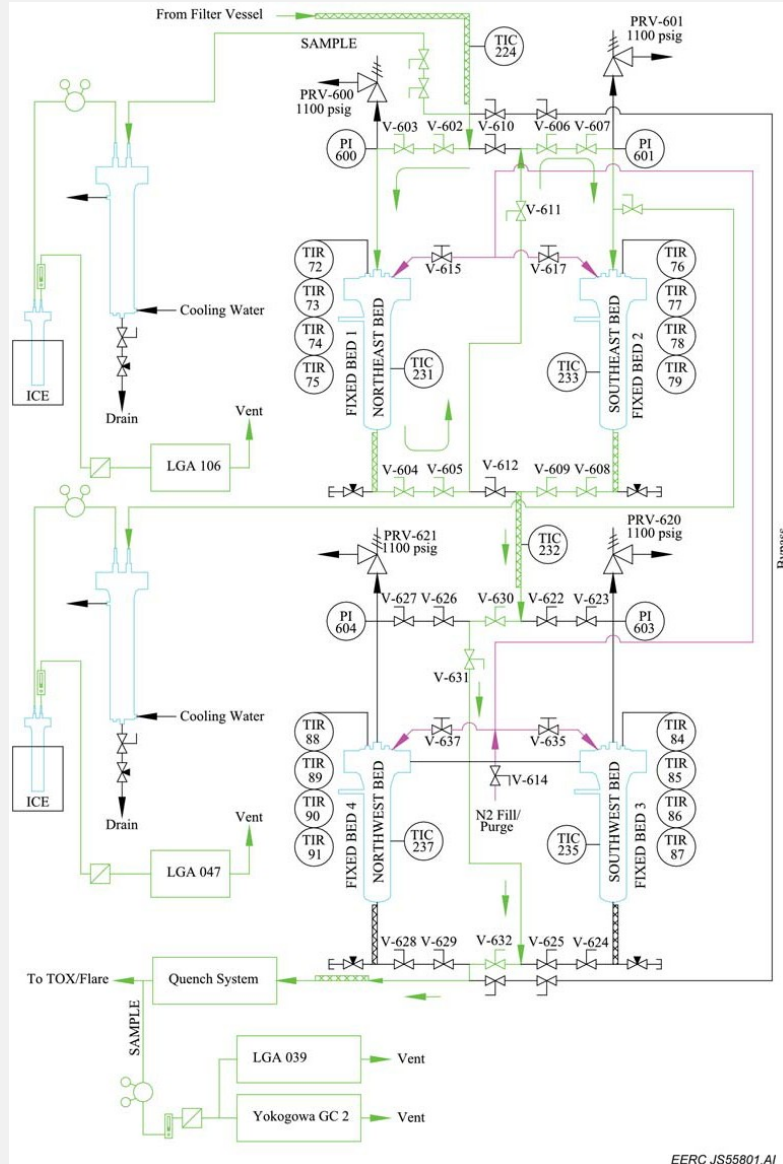 From Filter Vessel
SAMPLE
TIC
224
PRV-601
1100 psig
PRV-600
1100 psig
V-603
V-602
V-610
V-606
V-607
PI
600
PI
601
V-611
TIR
72
TIR
73
TIR
74
TIR
75
V-615
V-617
TIR
76
TIR
77
TIR
78
TIR
79
FIXED BED 1
NORTHEAST BED
TIC
231
TIC
233
SOUTHEAST BED
FIXED BED 2
Cooling Water
ICE
Drain
Vent
LGA 106
V-604
V-605
V-612
V-609
V-608
TIC
232
PRV-621
1100 psig
PRV-620
1100 psig
Bypass
V-627
V-626
V-630
V-622
V-623
PI
604
PI
603
V-631
TIR
88
TIR
89
TIR
90
TIR
91
V-637
V-635
V-614
N2 Fill/
Purge
TIR
84
TIR
85
TIR
86
TIR
87
FIXED BED 4
NORTHWEST BED
TIC
237
TIC
235
SOUTHWEST BED
FIXED BED 3
Cooling Water
ICE
Drain
Vent
LGA 047
V-628
V-629
V-632
V-625
V-624
To TOX/Flare
Quench System
SAMPLE
LGA 039
Vent
Yokogowa GC 2
Vent
EERC JS55801.AI